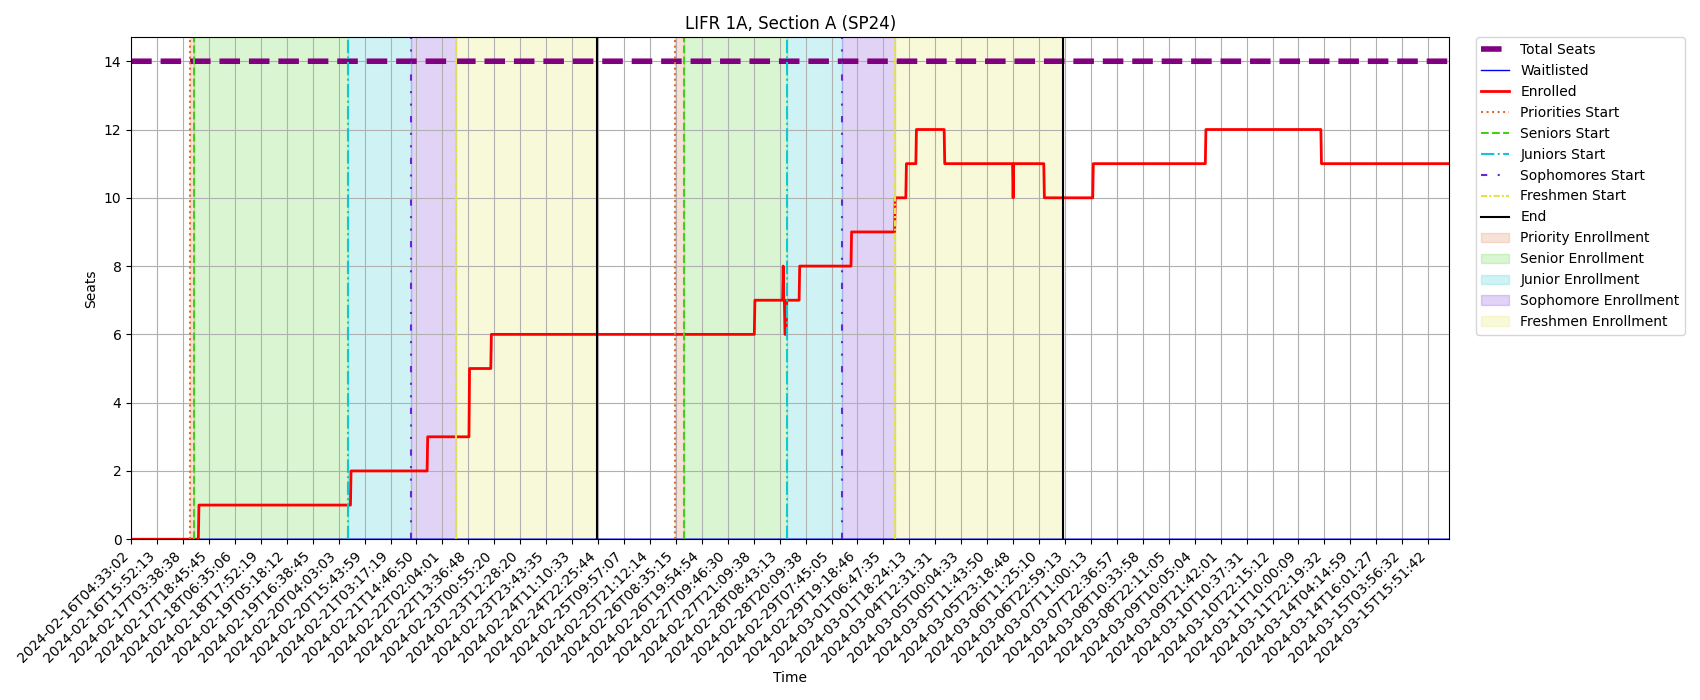 LIFR 1A, Section A (SP24)
Seats
14
12
10
8
6
4
2
0
2024-02-16T04:33:02
2024-02-16T15:52:13
2024-02-17T03:38:38
2024-02-17T18:45:45
2024-02-18T06:35:06
2024-02-18T17:52:19
2024-02-19T05:18:12
2024-02-19T16:38:45
2024-02-20T04:03:03
2024-02-20T15:43:59
2024-02-21T03:17:19
2024-02-21T14:46:50
2024-02-22T02:04:01
2024-02-22T13:36:48
2024-02-23T00:55:20
2024-02-23T12:28:20
2024-02-23T23:43:35
2024-02-24T11:10:33
2024-02-24T22:25:44
2024-02-25T09:57:07
2024-02-25T21:12:14
2024-02-26T08:35:15
2024-02-26T19:54:54
2024-02-27T09:46:30
2024-02-27T21:09:38
2024-02-28T08:43:13
2024-02-28T20:09:38
2024-02-29T07:45:05
2024-02-29T19:18:46
2024-03-01T06:47:35
2024-03-01T18:24:13
2024-03-04T12:31:31
2024-03-05T00:04:33
2024-03-05T11:43:50
2024-03-05T23:18:48
2024-03-06T11:25:10
2024-03-06T22:59:13
2024-03-07T11:00:13
2024-03-07T22:36:57
2024-03-08T10:33:58
2024-03-08T22:11:05
2024-03-09T10:05:04
2024-03-09T21:42:01
2024-03-10T10:37:31
2024-03-10T22:15:12
2024-03-11T10:00:09
2024-03-11T22:19:32
2024-03-14T04:14:59
2024-03-14T16:01:27
2024-03-15T03:56:32
2024-03-15T15:51:42
Time
Total Seats
Waitlisted
Enrolled
Priorities Start
Seniors Start
Juniors Start
Sophomores Start
Freshmen Start
End
Priority Enrollment
Senior Enrollment
Junior Enrollment
Sophomore Enrollment
Freshmen Enrollment